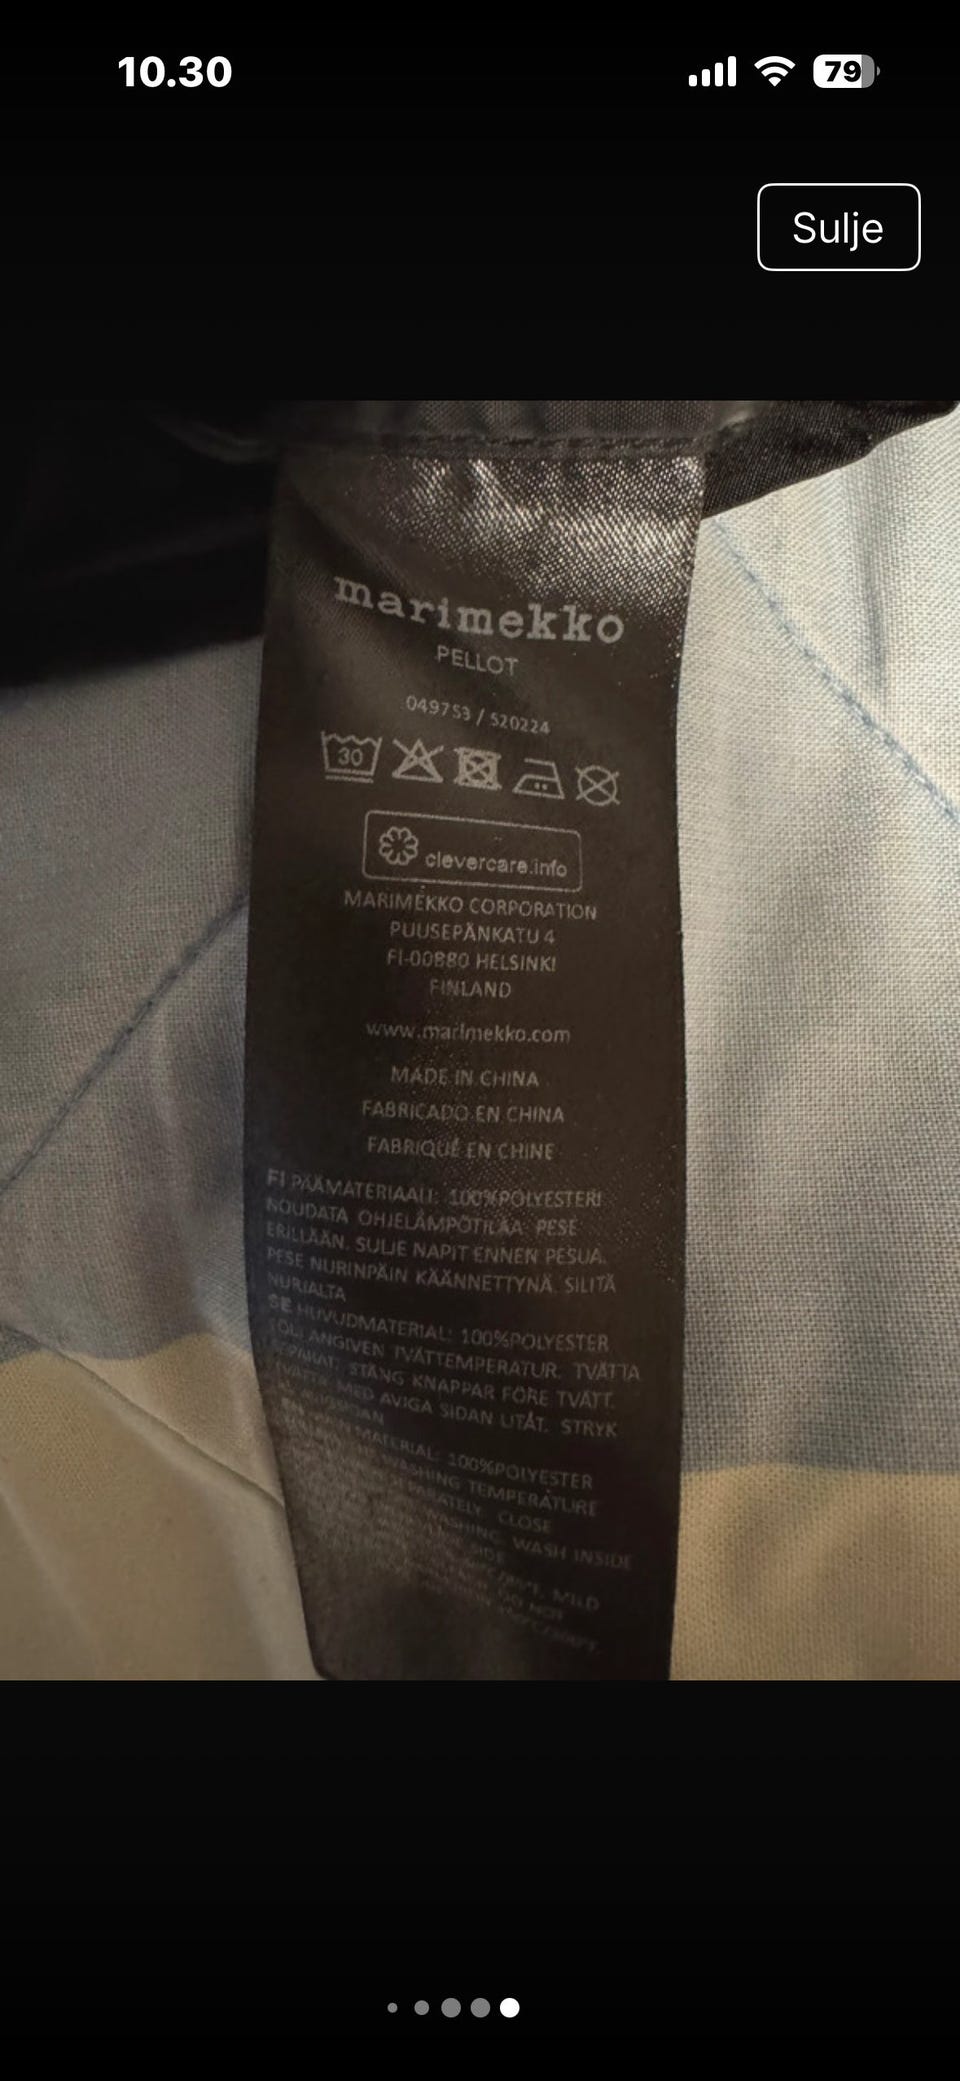 10.30
79
Sulje
marimekko
PELLOT
049753 / 520224
30
clevercare.info
MARIMEKKO CORPORATION
PUUSEPÄNKATU 4
FI-00880 HELSINKI
FINLAND
www.marimekko.com
MADE IN CHINA
FABRICADO EN CHINA
FABRIQUÉ EN CHINE
FI PÄÄMATERIAALI: 100%POLYESTERI
NOUDATA OHJELÄMPÖTILAA PESE
ERILLÄÄN. SULJE NAPIT ENNEN PESUA.
PESE NURINPÄIN KÄÄNNETTYNÄ. SILITÄ
NURJALTA
SE HUVUDMATERIAL: 100%POLYESTER
ANGIVEN TVÄTTEMPERATUR. TVÄTTA
SEPARAT. STÄNG KNAPPAR FÖRE TVÄTT.
TVÄTTA MED AVIGA SIDAN UTÅT. STRYK
MATERIAL: 100%POLYESTER
WASHING TEMPERATURE
SEPARATELY. CLOSE
WASHING. WASH INSIDE
SIDE
MILD
DO NOT